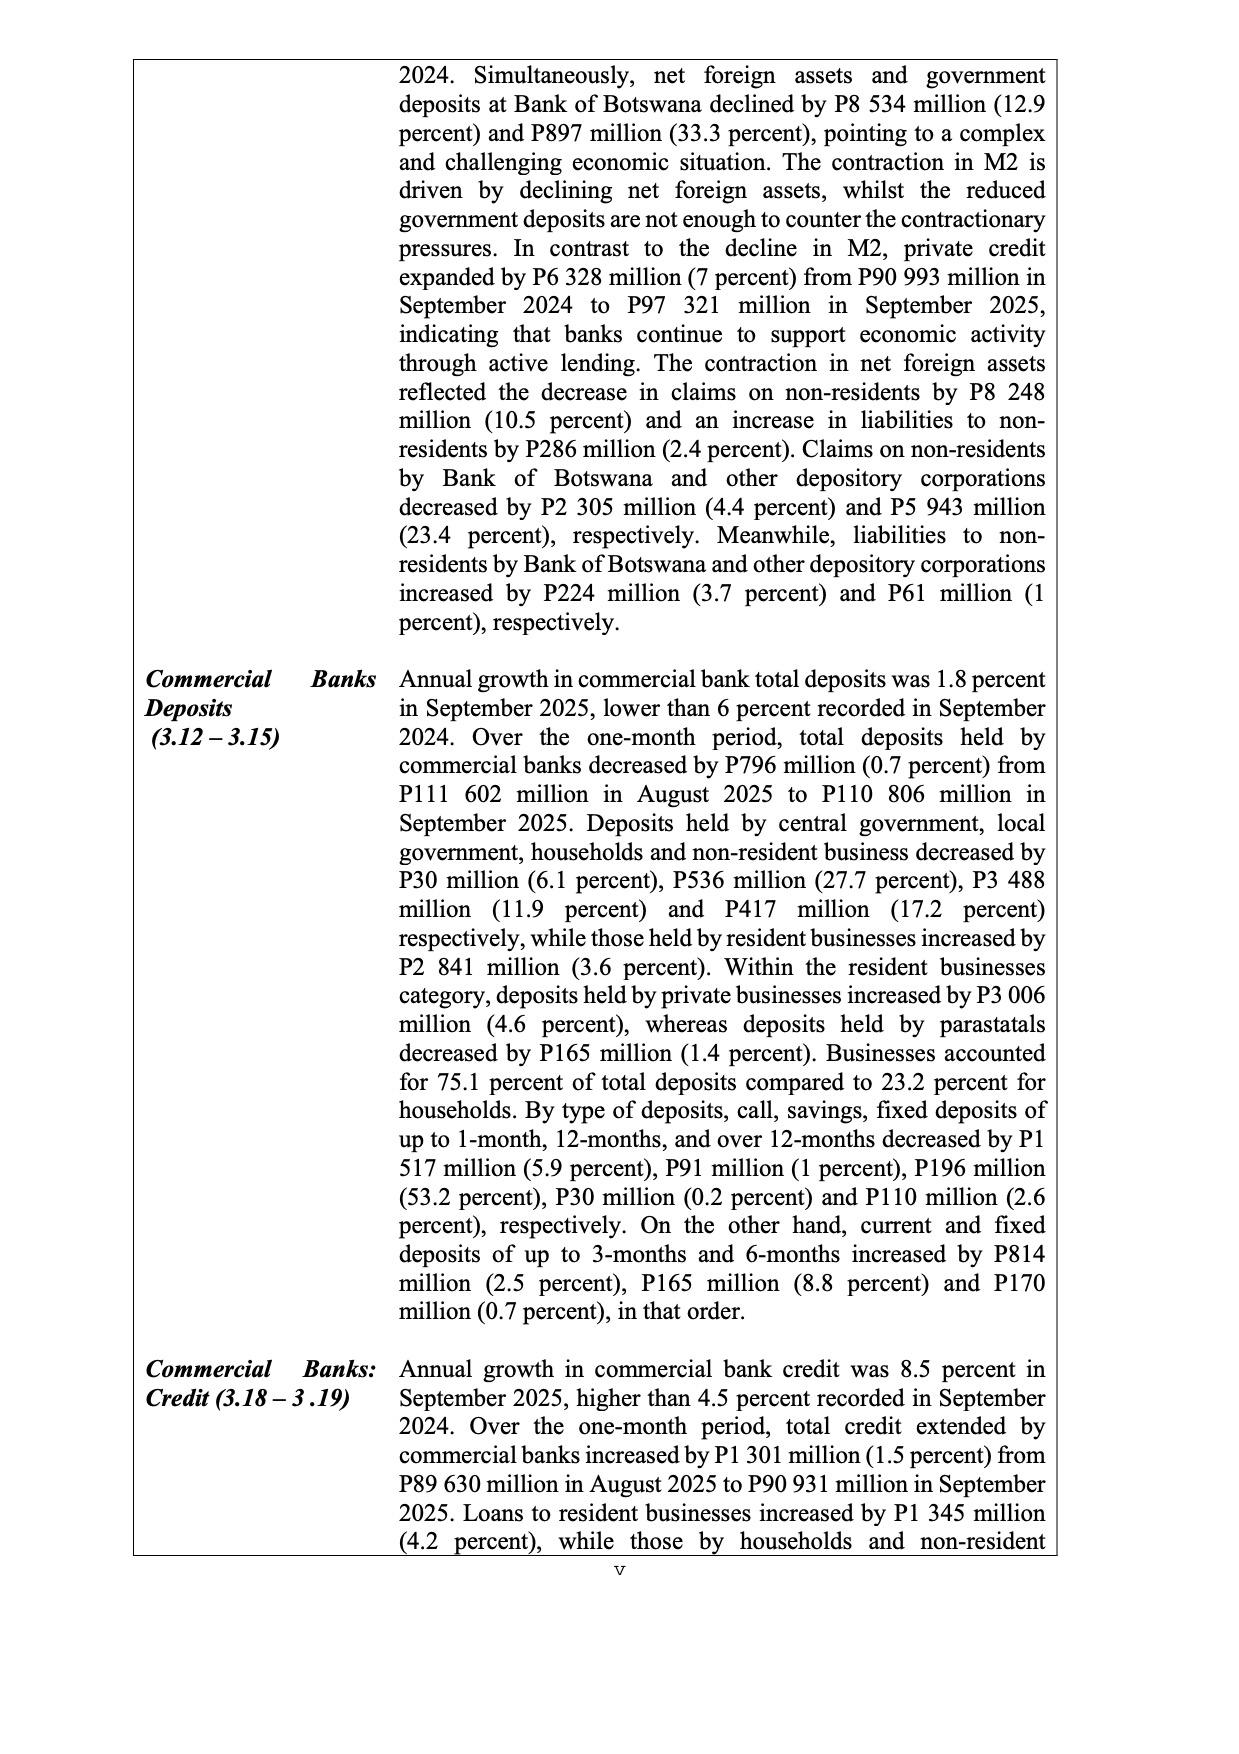 2024. Simultaneously, net foreign assets and government
deposits at Bank of Botswana declined by P8 534 million (12.9
percent) and P897 million (33.3 percent), pointing to a complex
and challenging economic situation. The contraction in M2 is
driven by declining net foreign assets, whilst the reduced
government deposits are not enough to counter the contractionary
pressures. In contrast to the decline in M2, private credit
expanded by P6 328 million (7 percent) from P90 993 million in
September 2024 to P97 321 million in September 2025,
indicating that banks continue to support economic activity
through active lending. The contraction in net foreign assets
reflected the decrease in claims on non-residents by P8 248
million (10.5 percent) and an increase in liabilities to non-
residents by P286 million (2.4 percent). Claims on non-residents
by Bank of Botswana and other depository corporations
decreased by P2 305 million (4.4 percent) and P5 943 million
(23.4 percent), respectively. Meanwhile, liabilities to non-
residents by Bank of Botswana and other depository corporations
increased by P224 million (3.7 percent) and P61 million (1
percent), respectively.
Commercial Banks
Deposits
(3.12 – 3.15)
Annual growth in commercial bank total deposits was 1.8 percent
in September 2025, lower than 6 percent recorded in September
2024. Over the one-month period, total deposits held by
commercial banks decreased by P796 million (0.7 percent) from
P111 602 million in August 2025 to P110 806 million in
September 2025. Deposits held by central government, local
government, households and non-resident business decreased by
P30 million (6.1 percent), P536 million (27.7 percent), P3 488
million (11.9 percent) and P417 million (17.2 percent)
respectively, while those held by resident businesses increased by
P2 841 million (3.6 percent). Within the resident businesses
category, deposits held by private businesses increased by P3 006
million (4.6 percent), whereas deposits held by parastatals
decreased by P165 million (1.4 percent). Businesses accounted
for 75.1 percent of total deposits compared to 23.2 percent for
households. By type of deposits, call, savings, fixed deposits of
up to 1-month, 12-months, and over 12-months decreased by P1
517 million (5.9 percent), P91 million (1 percent), P196 million
(53.2 percent), P30 million (0.2 percent) and P110 million (2.6
percent), respectively. On the other hand, current and fixed
deposits of up to 3-months and 6-months increased by P814
million (2.5 percent), P165 million (8.8 percent) and P170
million (0.7 percent), in that order.
Commercial Banks:
Credit (3.18 – 3 .19)
Annual growth in commercial bank credit was 8.5 percent in
September 2025, higher than 4.5 percent recorded in September
2024. Over the one-month period, total credit extended by
commercial banks increased by P1 301 million (1.5 percent) from
P89 630 million in August 2025 to P90 931 million in September
2025. Loans to resident businesses increased by P1 345 million
(4.2 percent), while those by households and non-resident
v